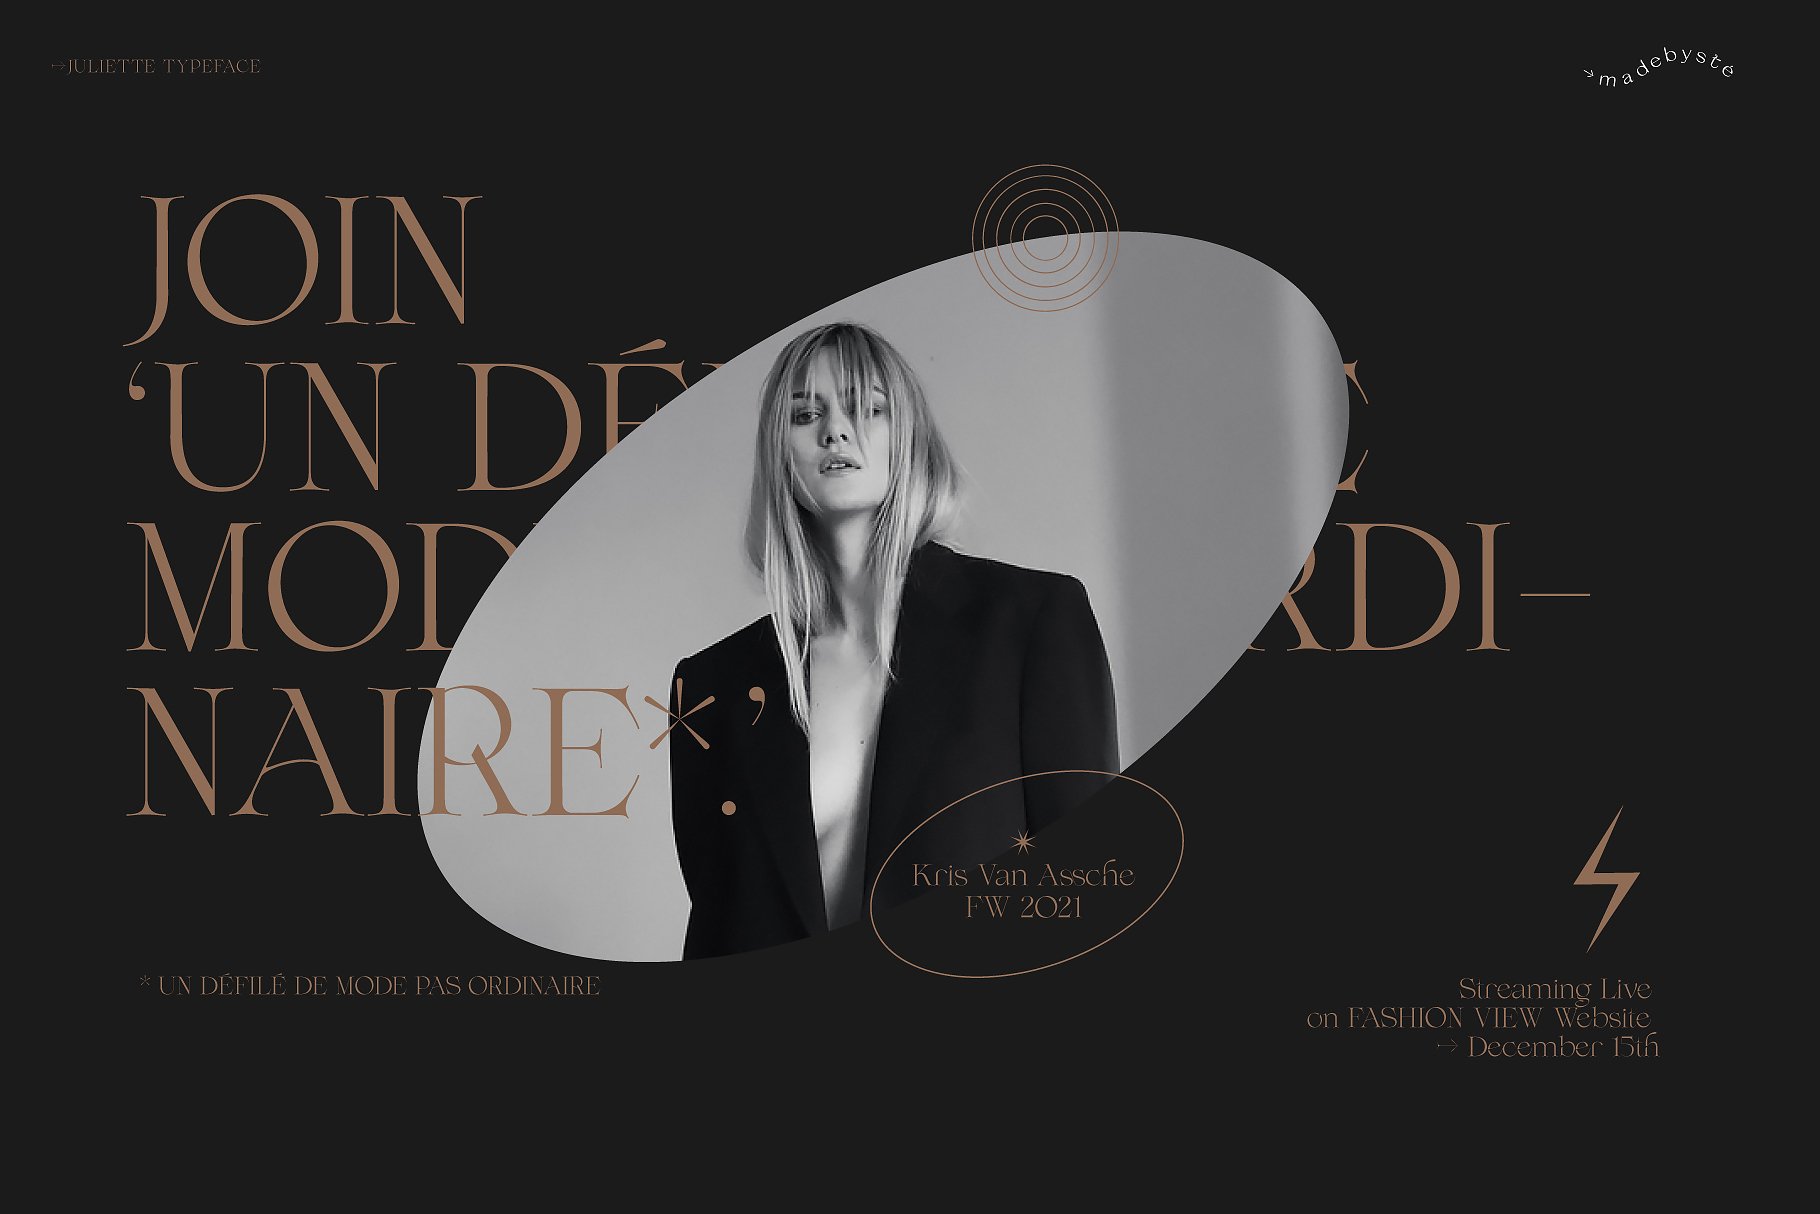 →JULIETTE TYPEFACE
→madebysté
JOIN
‘UN DÉ
MOD RDI—
NAIRE*’.
Kris Van Assche
FW 2021
* UN DÉFILÉ DE MODE PAS ORDINAIRE
Streaming Live
on FASHION VIEW Website
→ December 15th